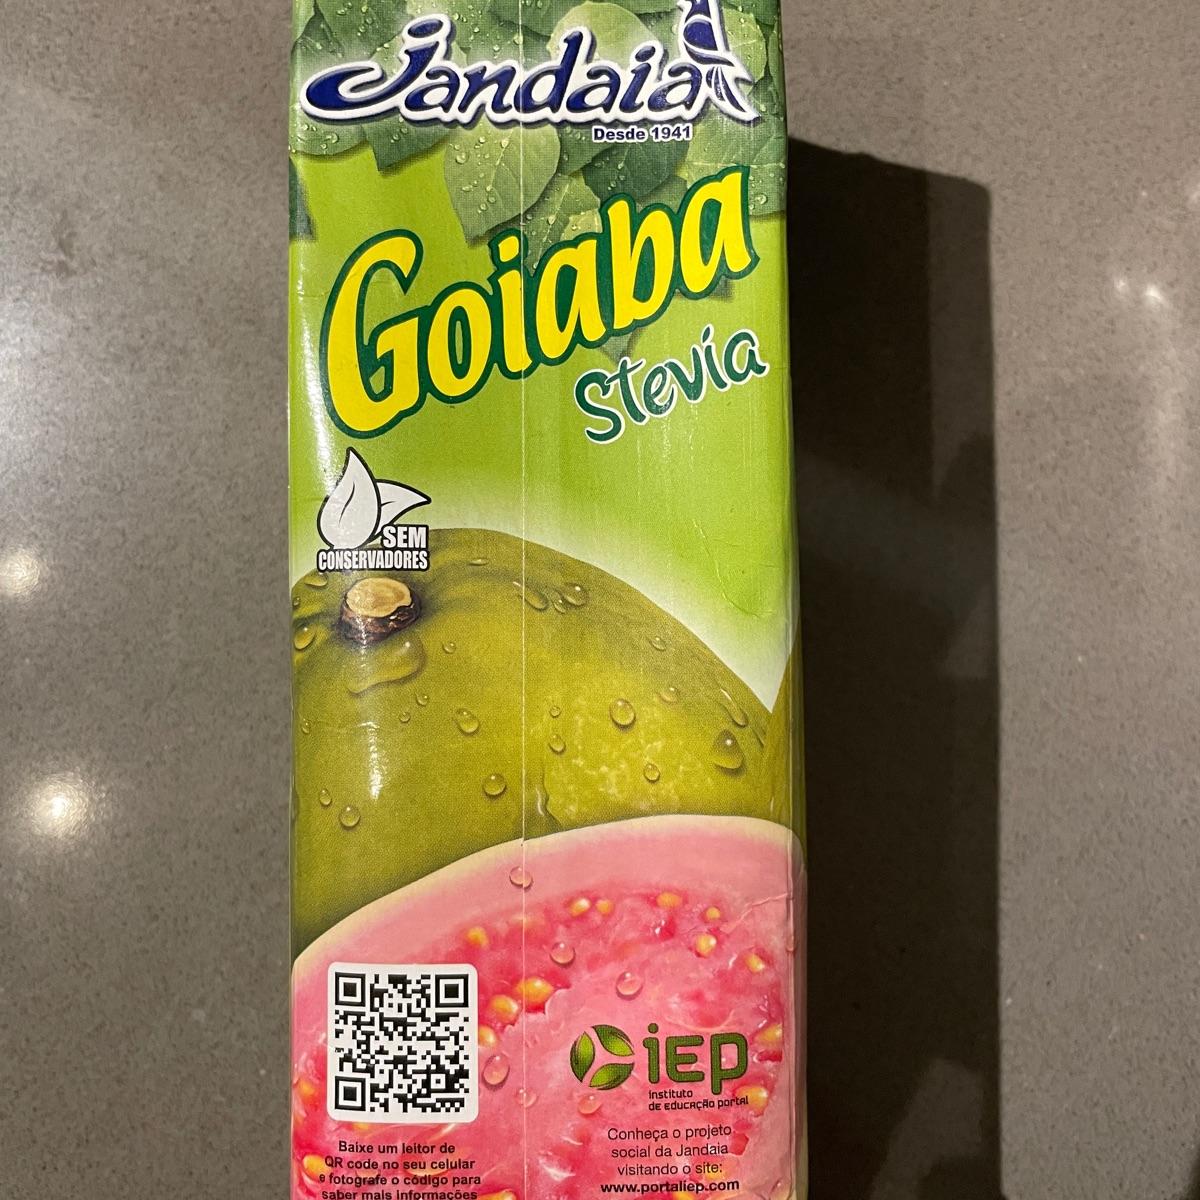 Jandaia
Desde 1941
Goiaba
Stevia
SEM
CONSERVADORES
iEP
instituto
DE EDUCAÇÃO PORTAL
Conheça o projeto
social da Jandaia
visitando o site:
www.portaliep.com
Baixe um leitor de
QR code no seu celular
e fotografe o código para
saber mais informações